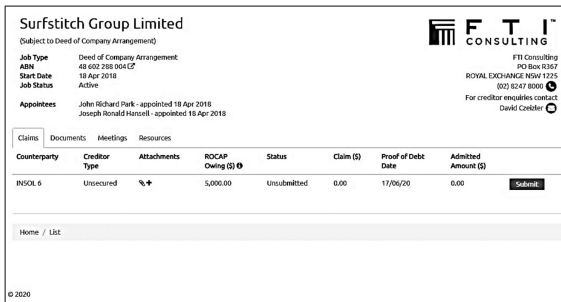 Surfstitch Group Limited
(Subject to Deed of Company Arrangement)
Job Type Deed of Company Arrangement
ABN 48 602 288 004
Start Date 18 Apr 2018
Job Status Active
Appointees John Richard Park - appointed 18 Apr 2018
Joseph Ronald Hansell - appointed 18 Apr 2018
F T I
CONSULTING
FTI Consulting
PO Box R367
ROYAL EXCHANGE NSW 1225
(02) 8247 8000
For creditor enquiries contact
David Czeizler
Claims Documents Meetings Resources
Counterparty Creditor Type Attachments ROCAP Owing ($) Status Claim ($) Proof of Debt Date Admitted Amount ($)
INSOL 6 Unsecured 5,000.00 Unsubmitted 0.00 17/06/20 0.00 Submit
Home / List
© 2020